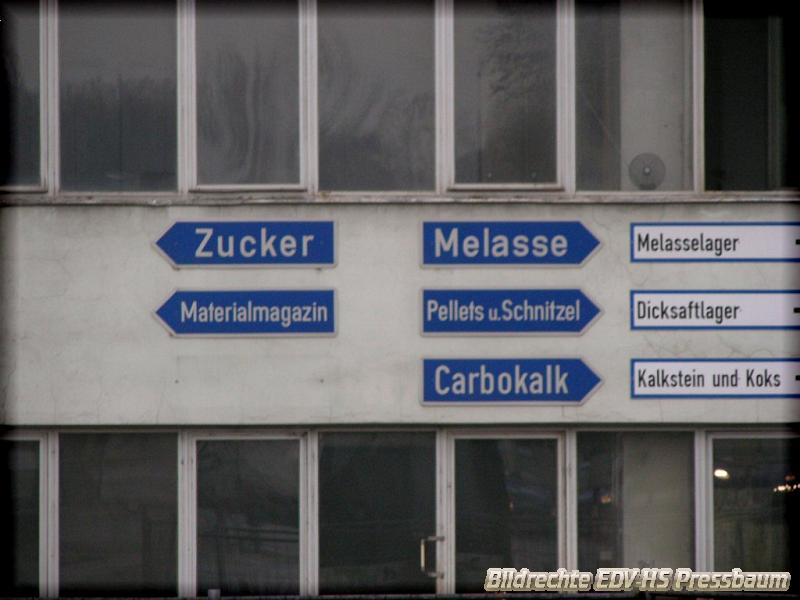 Zucker
Materialmagazin
Melasse
Pellets u. Schnitzel
Carbokalk
Melasselager
Dicksaftlager
Kalkstein und Koks
Bildrechte EDV-HS Pressbaum